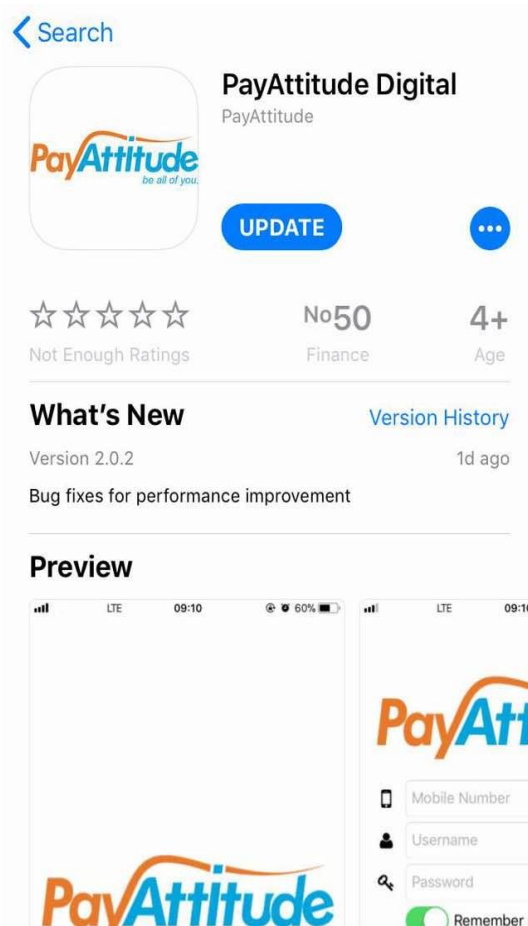 Search
PayAttitude Digital
PayAttitude
PayAttitude
be all of you.
UPDATE
No50
4+
Not Enough Ratings
Finance
Age
What's New
Version History
Version 2.0.2
1d ago
Bug fixes for performance improvement
Preview
LTE 09:10 60%
PayAttitude
LTE
Mobile Number
Username
Password
Remember